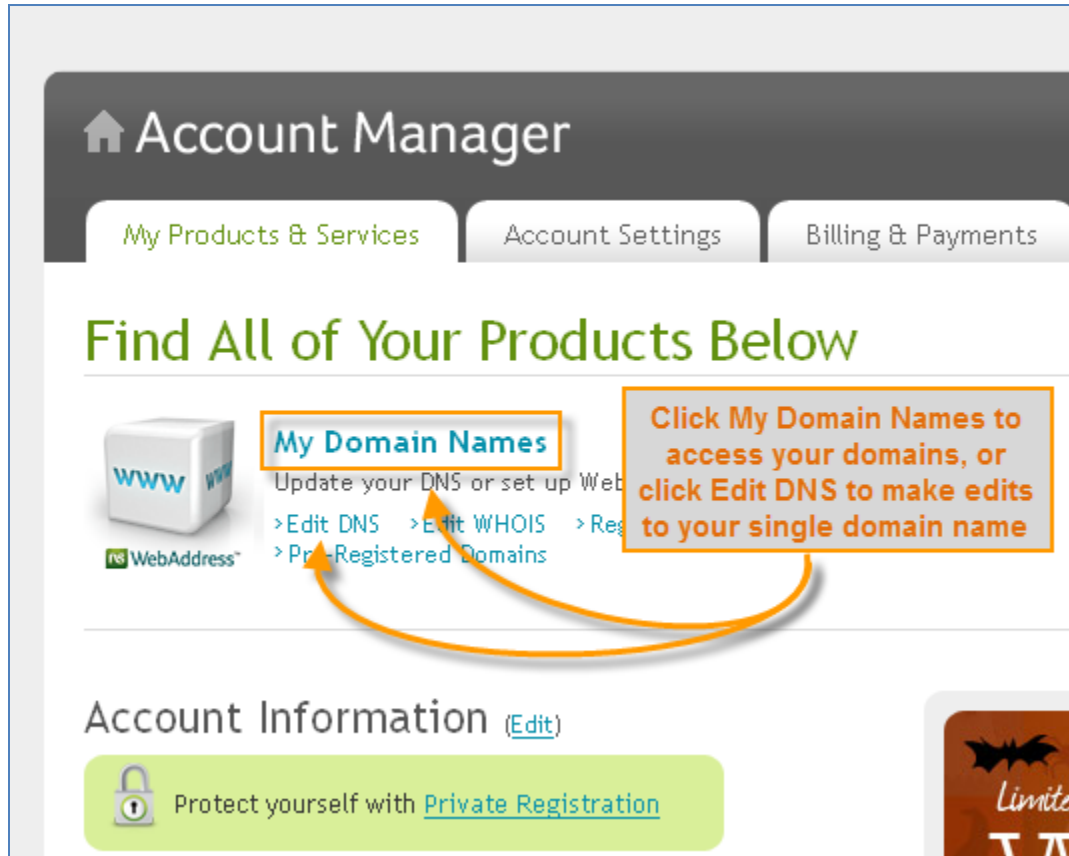 Account Manager
My Products & Services
Account Settings
Billing & Payments
Find All of Your Products Below
www
My Domain Names
Update your DNS or set up
>Edit DNS >Edit WHOIS
>Pre-Registered Domains
ns WebAddress
Click My Domain Names to
access your domains, or
click Edit DNS to make edits
to your single domain name
Account Information (Edit)
Protect yourself with Private Registration